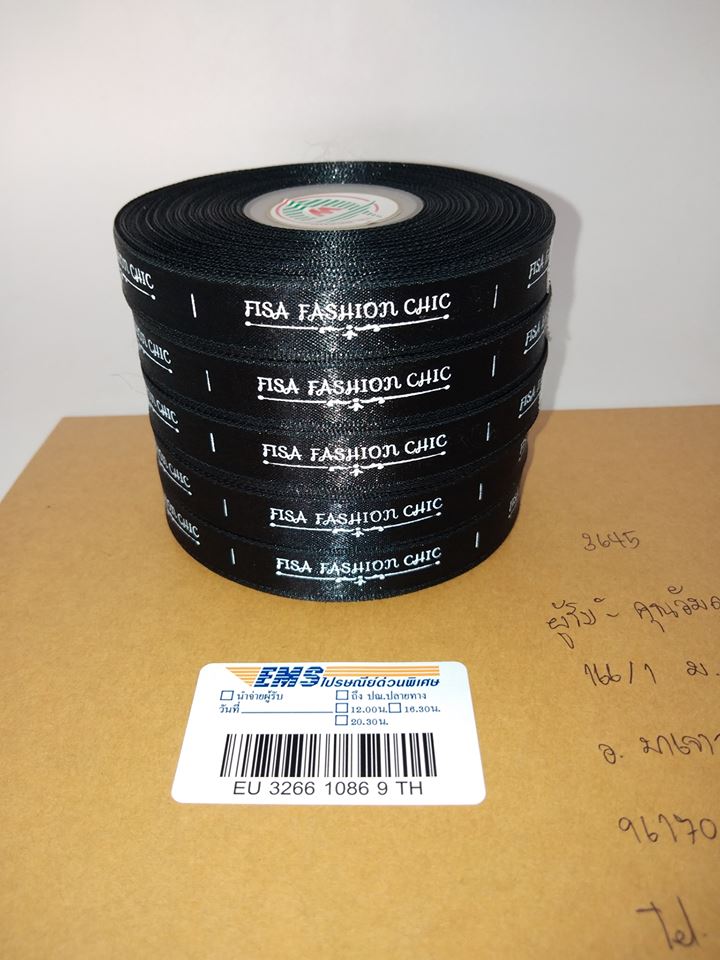 FISA FASHION CHIC
FISA FASHION CHIC
FISA FASHION CHIC
FISA FASHION CHIC
FISA FASHION CHIC
3645
ผู้รับ - คุณ
166/1 ม.
อ.
96170
Tel.
EMS ไปรษณีย์ด่วนพิเศษ
นำจ่ายผู้รับ ถึง ปณ.ปลายทาง
วันที่ 12.00น. 16.30น.
20.30น.
EU 3266 1086 9 TH